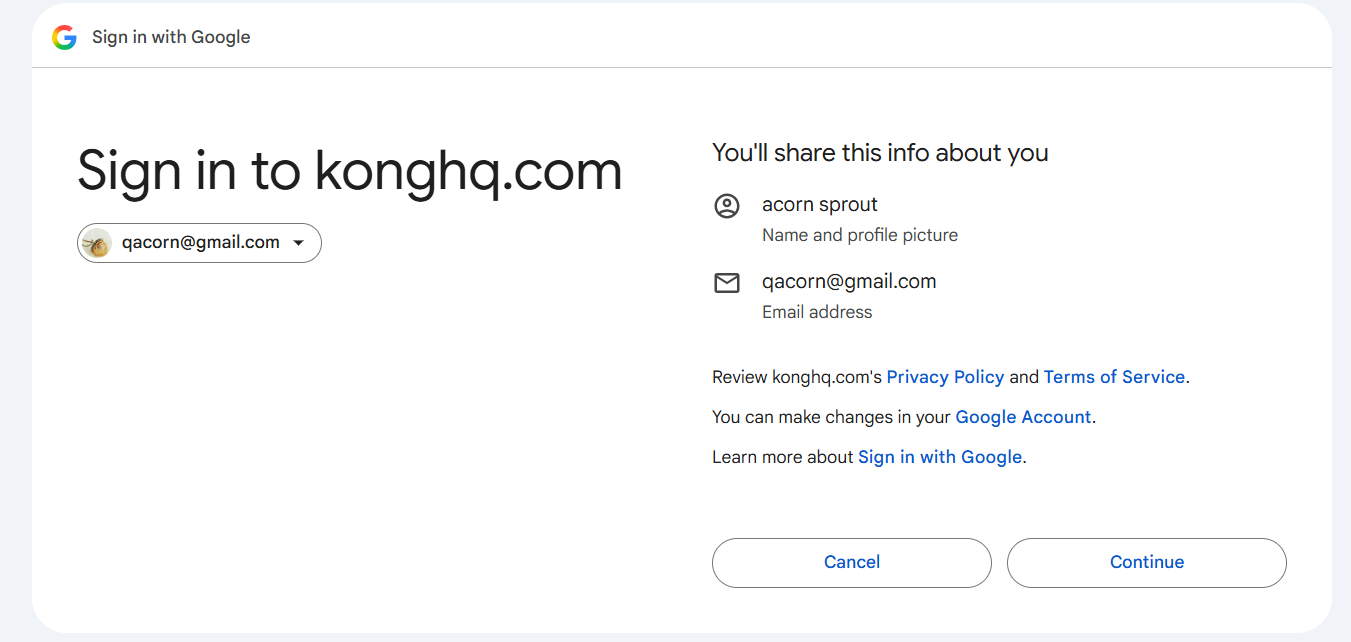 Sign in with Google
Sign in to konghq.com
qacorn@gmail.com
You'll share this info about you
acorn sprout
Name and profile picture
qacorn@gmail.com
Email address
Review konghq.com's Privacy Policy and Terms of Service.
You can make changes in your Google Account.
Learn more about Sign in with Google.
Cancel
Continue